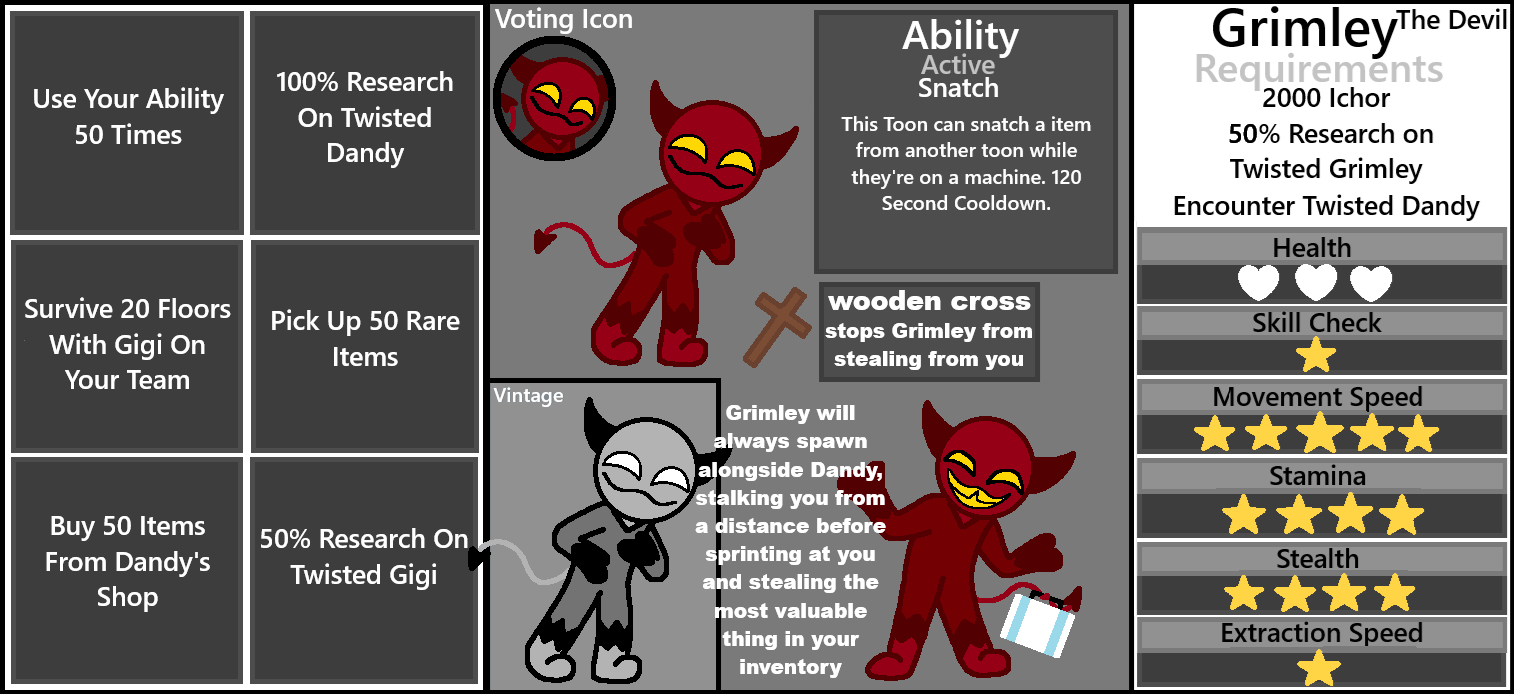 Use Your Ability
50 Times
100% Research
On Twisted
Dandy
Survive 20 Floors
With Gigi On
Your Team
Pick Up 50 Rare
Items
Buy 50 Items
From Dandy's
Shop
50% Research On
Twisted Gigi
Voting Icon
Ability
Active
Snatch
This Toon can snatch a item
from another toon while
they're on a machine. 120
Second Cooldown.
wooden cross
stops Grimley from
stealing from you
Vintage
Grimley will
always spawn
alongside Dandy,
stalking you from
a distance before
sprinting at you
and stealing the
most valuable
thing in your
inventory
Grimley The Devil
Requirements
2000 Ichor
50% Research on
Twisted Grimley
Encounter Twisted Dandy
Health
Skill Check
Movement Speed
Stamina
Stealth
Extraction Speed